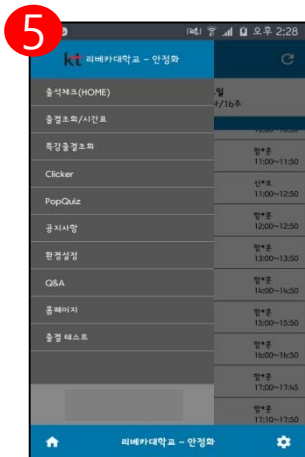 5
오후 2:28
kt 리베카대학교 - 안정화
출석체크(HOME)
출결조회/시간표
특강출결조회
Clicker
PopQuiz
공지사항
환경설정
Q&A
홈페이지
출결 테스트
/16주
11:00~11:50
11:00~12:50
12:00~12:50
13:00~13:50
14:00~14:50
15:00~15:50
16:00~16:50
17:00~17:45
17:10~17:50
리베카대학교 - 안정화